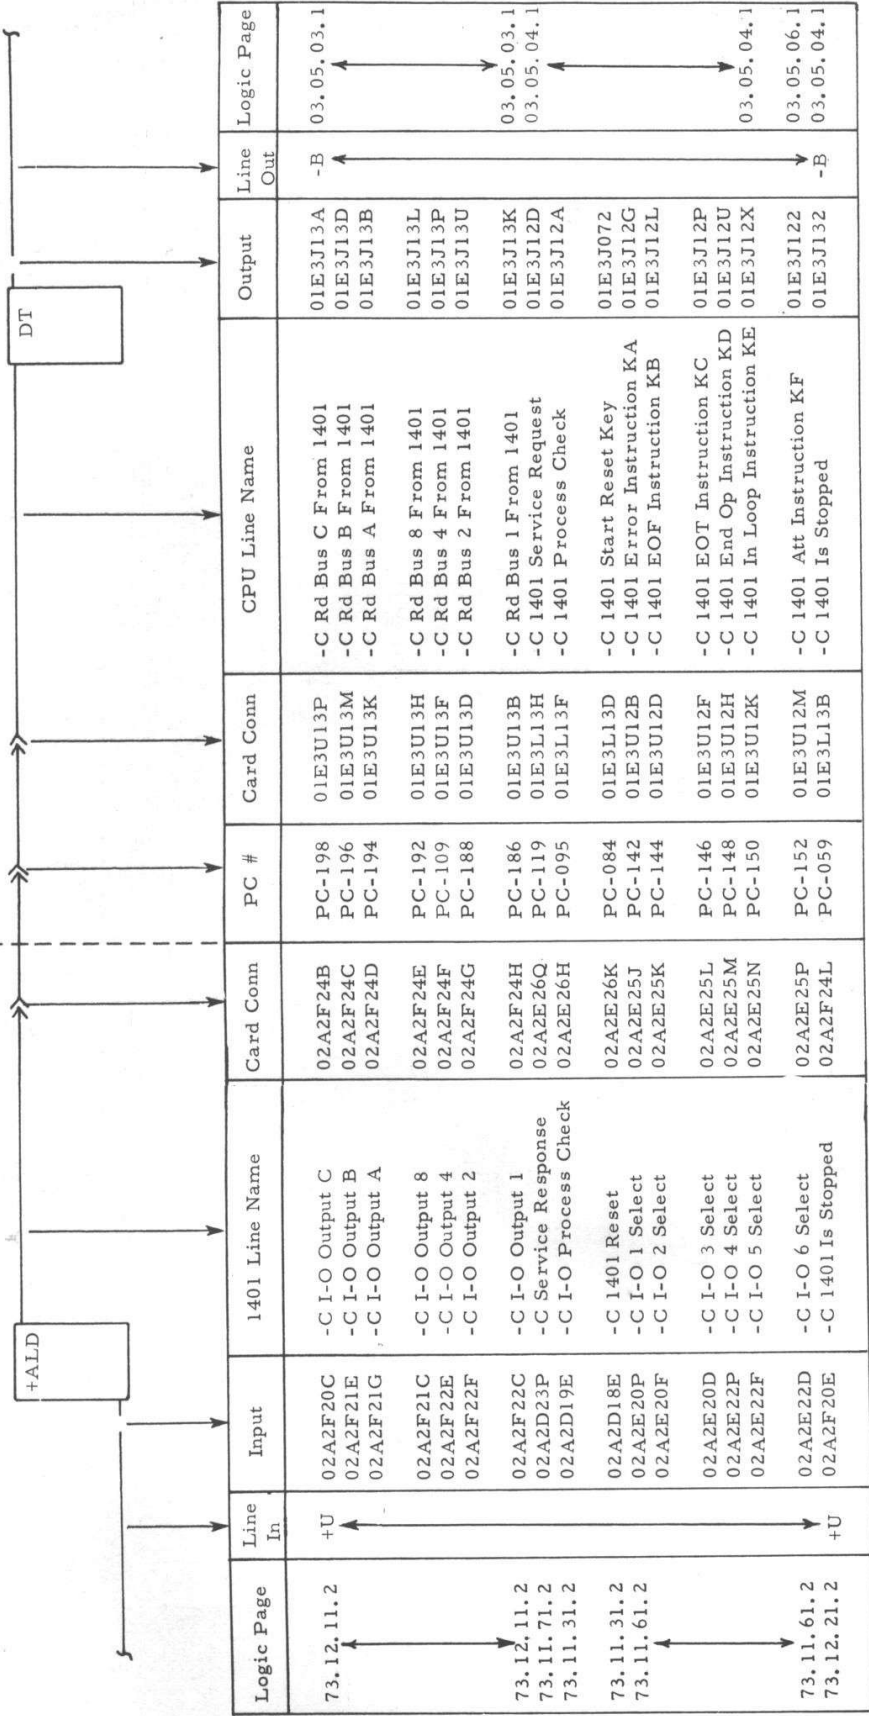 +ALD
DT
Logic Page | Line In | Input | 1401 Line Name | Card Conn | PC # | Card Conn | CPU Line Name | Output | Line Out | Logic Page
73.12.11.2 | +U | 02A2F20C | -C I-O Output C | 02A2F24B | PC-198 | 01E3U13P | -C Rd Bus C From 1401 | 01E3J13A | -B | 03.05.03.1
02A2F21E | -C I-O Output B | 02A2F24C | PC-196 | 01E3U13M | -C Rd Bus B From 1401 | 01E3J13D
02A2F21G | -C I-O Output A | 02A2F24D | PC-194 | 01E3U13K | -C Rd Bus A From 1401 | 01E3J13B
02A2F21C | -C I-O Output 8 | 02A2F24E | PC-192 | 01E3U13H | -C Rd Bus 8 From 1401 | 01E3J13L
02A2F22E | -C I-O Output 4 | 02A2F24F | PC-109 | 01E3U13F | -C Rd Bus 4 From 1401 | 01E3J13P
02A2F22F | -C I-O Output 2 | 02A2F24G | PC-188 | 01E3U13D | -C Rd Bus 2 From 1401 | 01E3J13U
73.12.11.2 | 02A2F22C | -C I-O Output 1 | 02A2F24H | PC-186 | 01E3U13B | -C Rd Bus 1 From 1401 | 01E3J13K | 03.05.03.1
73.11.71.2 | 02A2D23P | -C Service Response | 02A2E26Q | PC-119 | 01E3L13H | -C 1401 Service Request | 01E3J12D | 03.05.04.1
73.11.31.2 | 02A2D19E | -C I-O Process Check | 02A2E26H | PC-095 | 01E3L13F | -C 1401 Process Check | 01E3J12A
73.11.31.2 | 02A2D18E | -C 1401 Reset | 02A2E26K | PC-084 | 01E3L13D | -C 1401 Start Reset Key | 01E3J072
73.11.61.2 | 02A2E20P | -C I-O 1 Select | 02A2E25J | PC-142 | 01E3U12B | -C 1401 Error Instruction KA | 01E3J12G
02A2E20F | -C I-O 2 Select | 02A2E25K | PC-144 | 01E3U12D | -C 1401 EOF Instruction KB | 01E3J12L
02A2E20D | -C I-O 3 Select | 02A2E25L | PC-146 | 01E3U12F | -C 1401 EOT Instruction KC | 01E3J12P
02A2E22P | -C I-O 4 Select | 02A2E25M | PC-148 | 01E3U12H | -C 1401 End Op Instruction KD | 01E3J12U
02A2E22F | -C I-O 5 Select | 02A2E25N | PC-150 | 01E3U12K | -C 1401 In Loop Instruction KE | 01E3J12X | 03.05.04.1
73.11.61.2 | 02A2E22D | -C I-O 6 Select | 02A2E25P | PC-152 | 01E3U12M | -C 1401 Att Instruction KF | 01E3J122 | 03.05.06.1
73.12.21.2 | +U | 02A2F20E | -C 1401 Is Stopped | 02A2F24L | PC-059 | 01E3L13B | -C 1401 Is Stopped | 01E3J132 | -B | 03.05.04.1